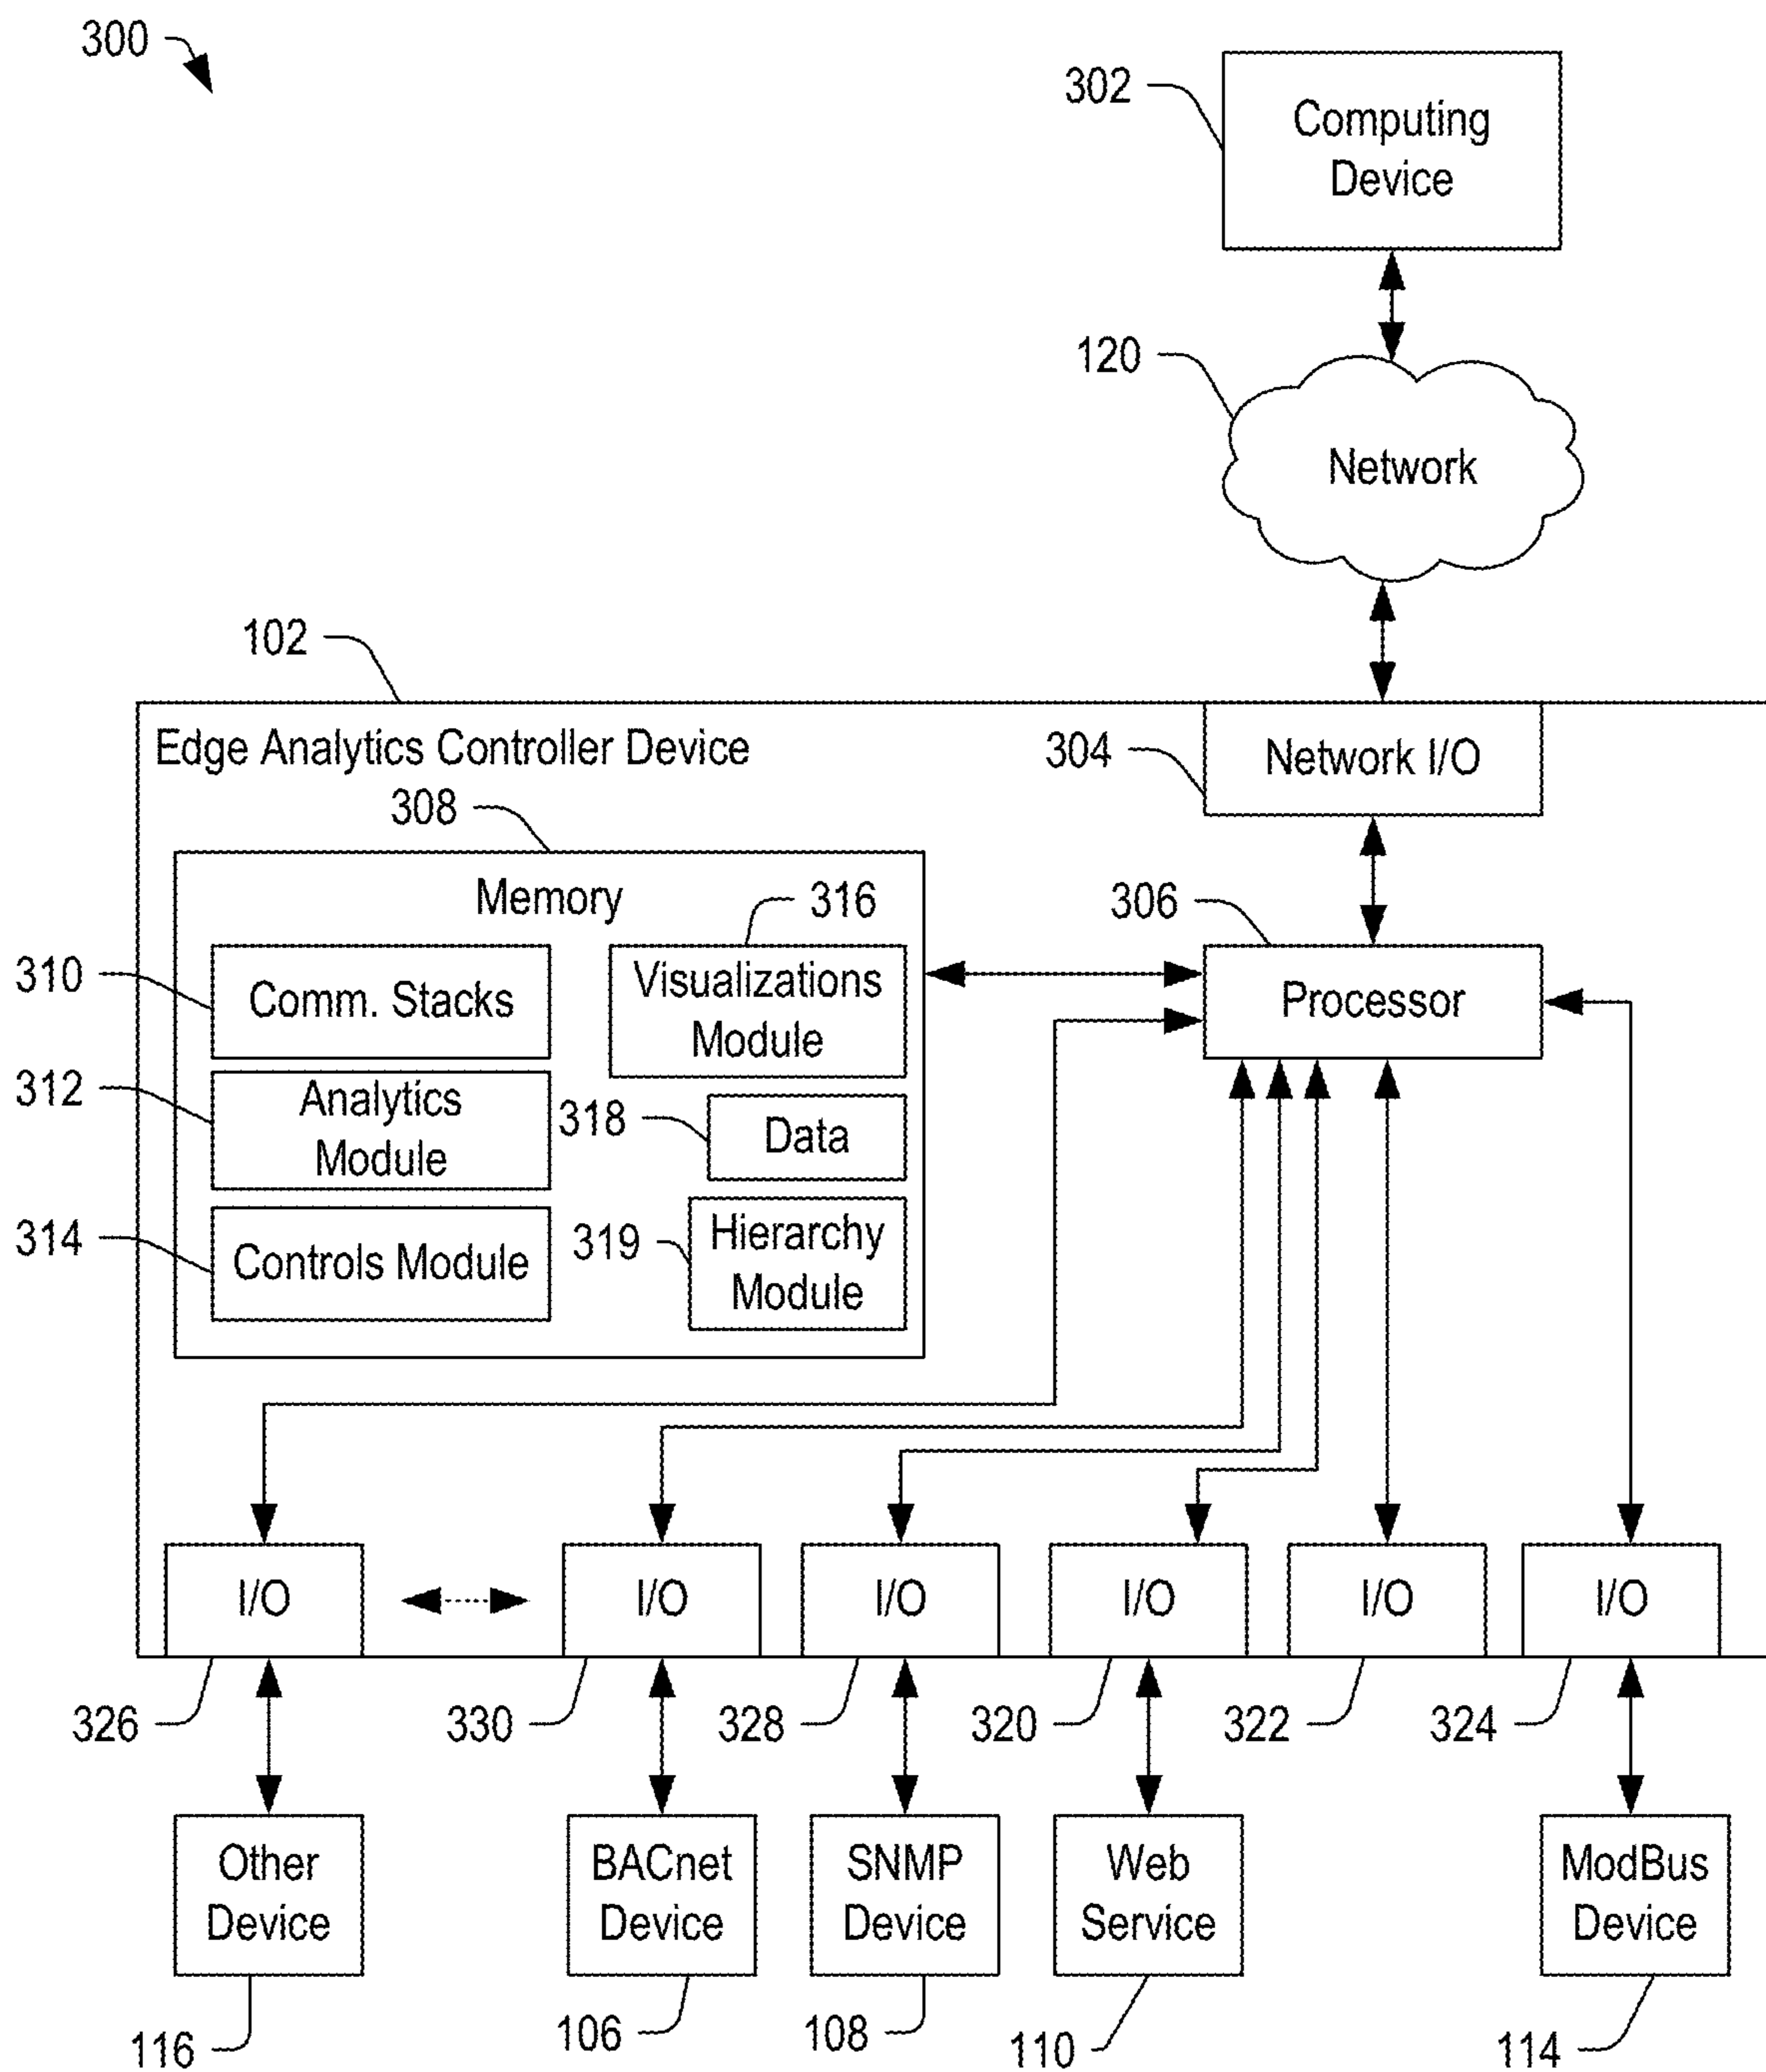 300
302
Computing
Device
120
Network
102
Edge Analytics Controller Device
304
Network I/O
308
Memory
316
306
310
Comm. Stacks
Visualizations
Module
Processor
312
Analytics
Module
318
Data
314
Controls Module
319
Hierarchy
Module
I/O
I/O
I/O
I/O
I/O
I/O
326
330
328
320
322
324
Other
Device
BACnet
Device
SNMP
Device
Web
Service
ModBus
Device
116
106
108
110
114